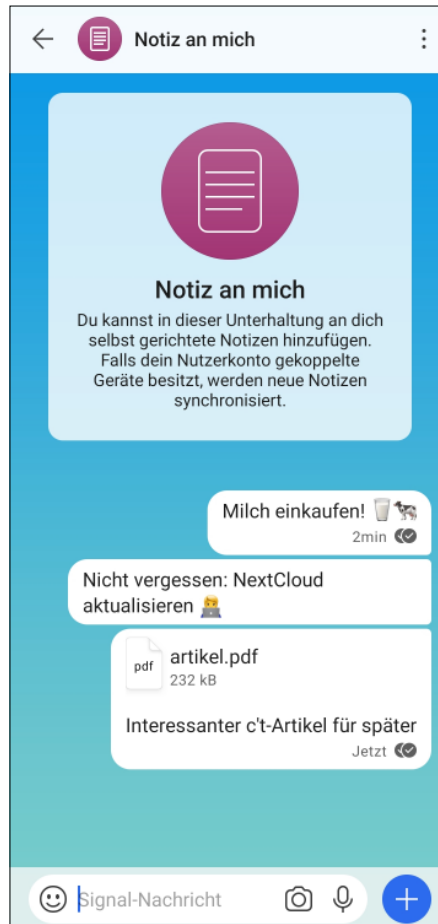 Notiz an mich
Notiz an mich
Du kannst in dieser Unterhaltung an dich
selbst gerichtete Notizen hinzufügen.
Falls dein Nutzerkonto gekoppelte
Geräte besitzt, werden neue Notizen
synchronisiert.
Milch einkaufen! 🥛🐄
2min
Nicht vergessen: NextCloud
aktualisieren 👨‍💻
pdf
artikel.pdf
232 kB
Interessanter c't-Artikel für später
Jetzt
Signal-Nachricht